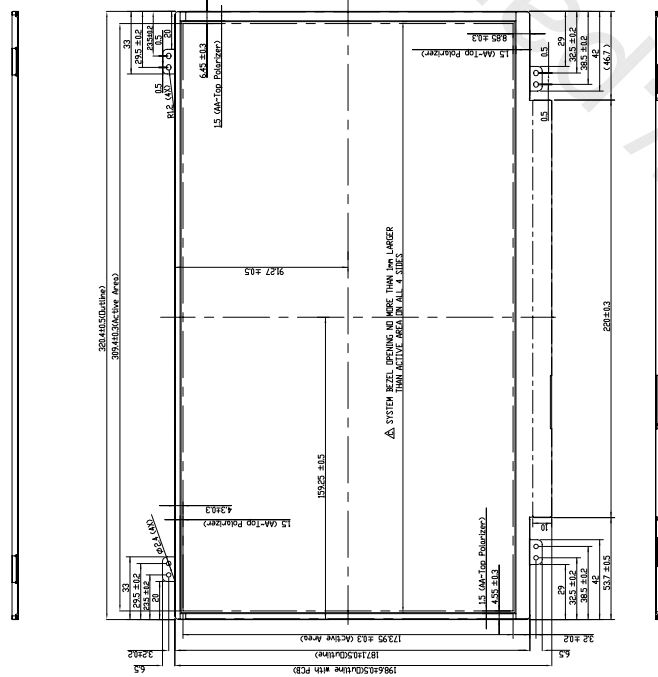 33
29.5 ±0.2
23.5±0.2
0.5
20
0.5
R1.2 (4X)
6.45 ±0.3
1.5 (AA-Top Polarizer)
8.85 ±0.3
1.5 (AA-Top Polarizer)
0.5
29
32.5 ±0.2
38.5 ±0.2
42
(46.7)
0.5
320.4±0.5(Outline)
309.4±0.3(Active Area)
91.27 ±0.5
SYSTEM BEZEL OPENING NO MORE THAN 1mm LARGER
THAN ACTIVE AREA ON ALL 4 SIDES
220±0.3
159.25 ±0.5
4.3±0.3
1.5 (AA-Top Polarizer)
Ø2.4 (4X)
33
29.5 ±0.2
23.5 ±0.2
20
1.5 (AA-Top Polarizer)
4.55 ±0.3
10
29
32.5 ±0.2
38.5 ±0.2
42
53.7 ±0.5
3.2±0.2
6.5
173.95 ±0.3 (Active Area)
187.1±0.5(Outline)
198.6±0.5(Outline with PCB)
3.2 ±0.2
6.5